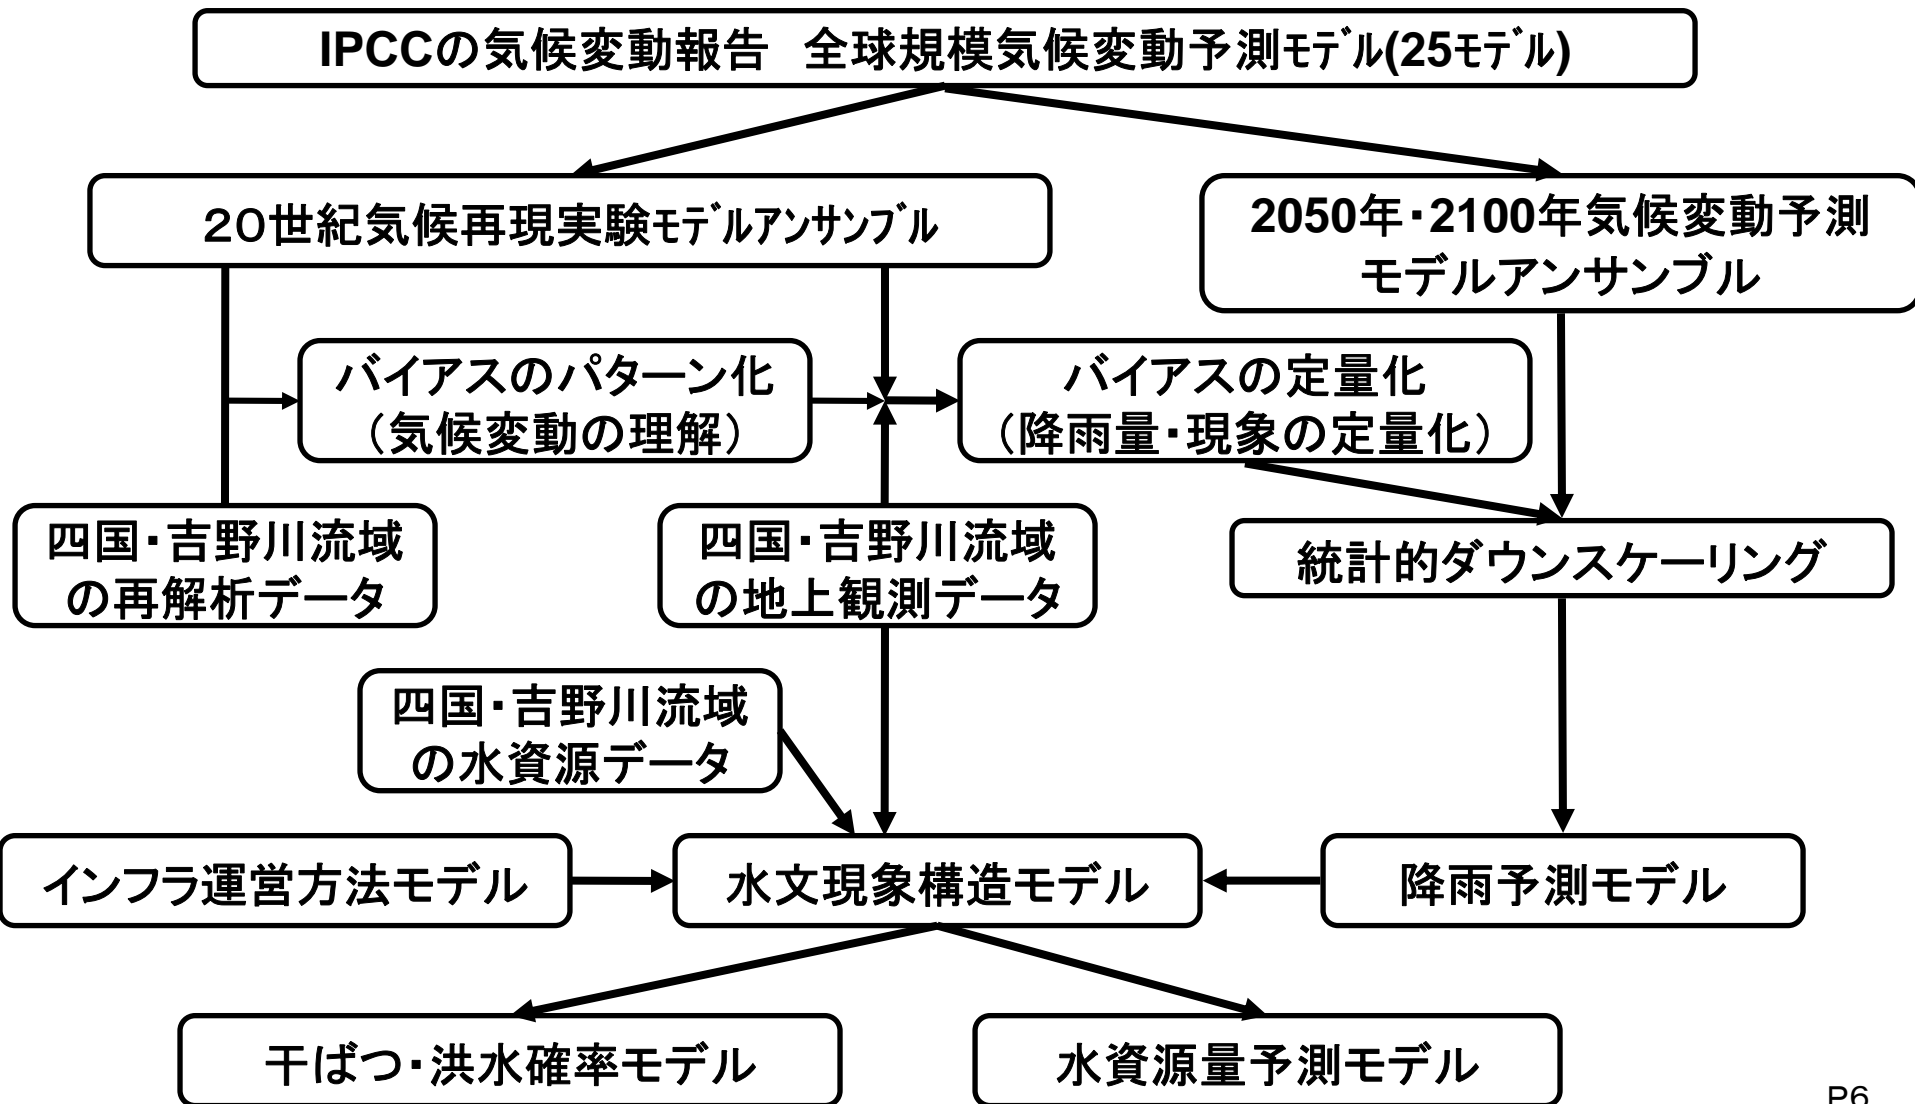 IPCCの気候変動報告　全球規模気候変動予測ﾓﾃﾞﾙ(25ﾓﾃﾞﾙ)
２０世紀気候再現実験ﾓﾃﾞﾙｱﾝｻﾝﾌﾞﾙ
2050年・2100年気候変動予測
モデルアンサンブル
バイアスのパターン化
（気候変動の理解）
バイアスの定量化
（降雨量・現象の定量化）
四国・吉野川流域
の再解析データ
四国・吉野川流域
の地上観測データ
統計的ダウンスケーリング
四国・吉野川流域
の水資源データ
インフラ運営方法モデル
水文現象構造モデル
降雨予測モデル
干ばつ・洪水確率モデル
水資源量予測モデル
P6